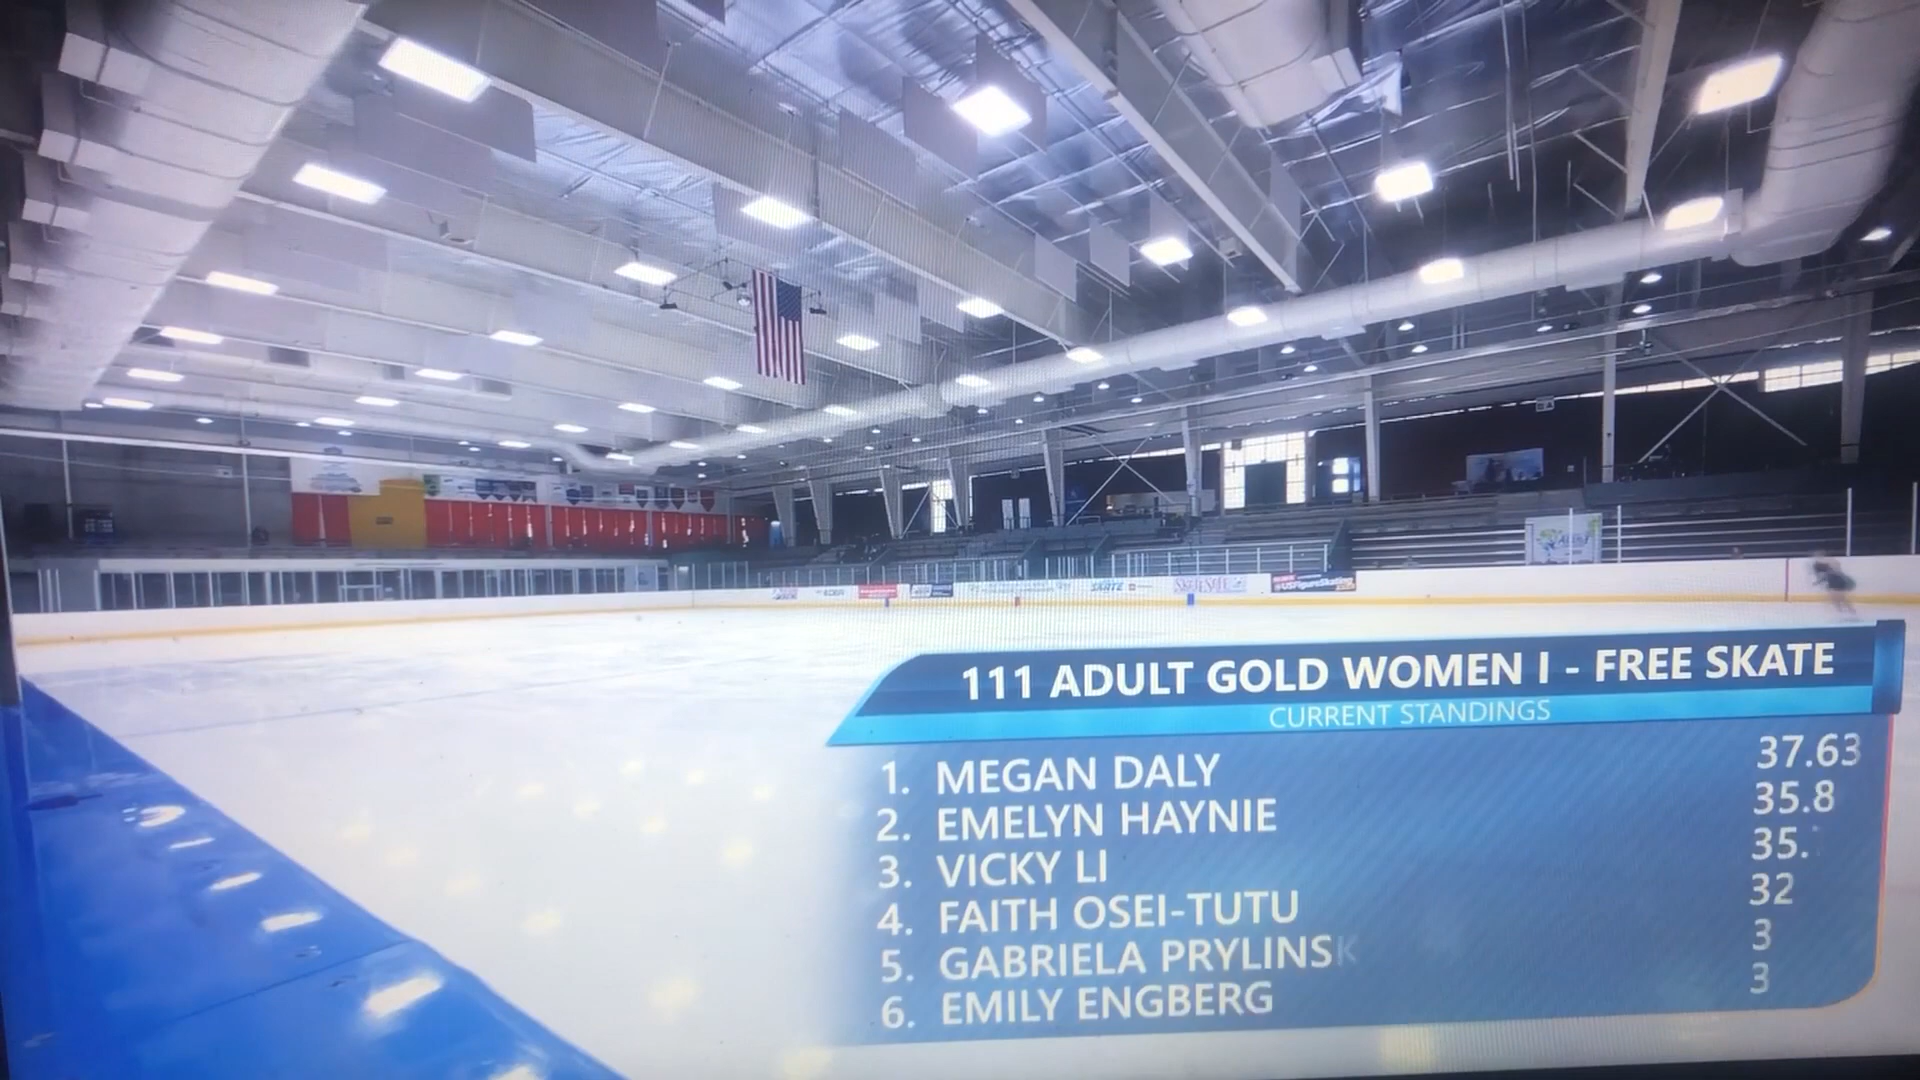 111 ADULT GOLD WOMEN I - FREE SKATE
CURRENT STANDINGS
1. MEGAN DALY 37.63
2. EMELYN HAYNIE 35.8
3. VICKY LI 35.
4. FAITH OSEI-TUTU 32
5. GABRIELA PRYLINSK 3
6. EMILY ENGBERG 3
@USFigureSkating